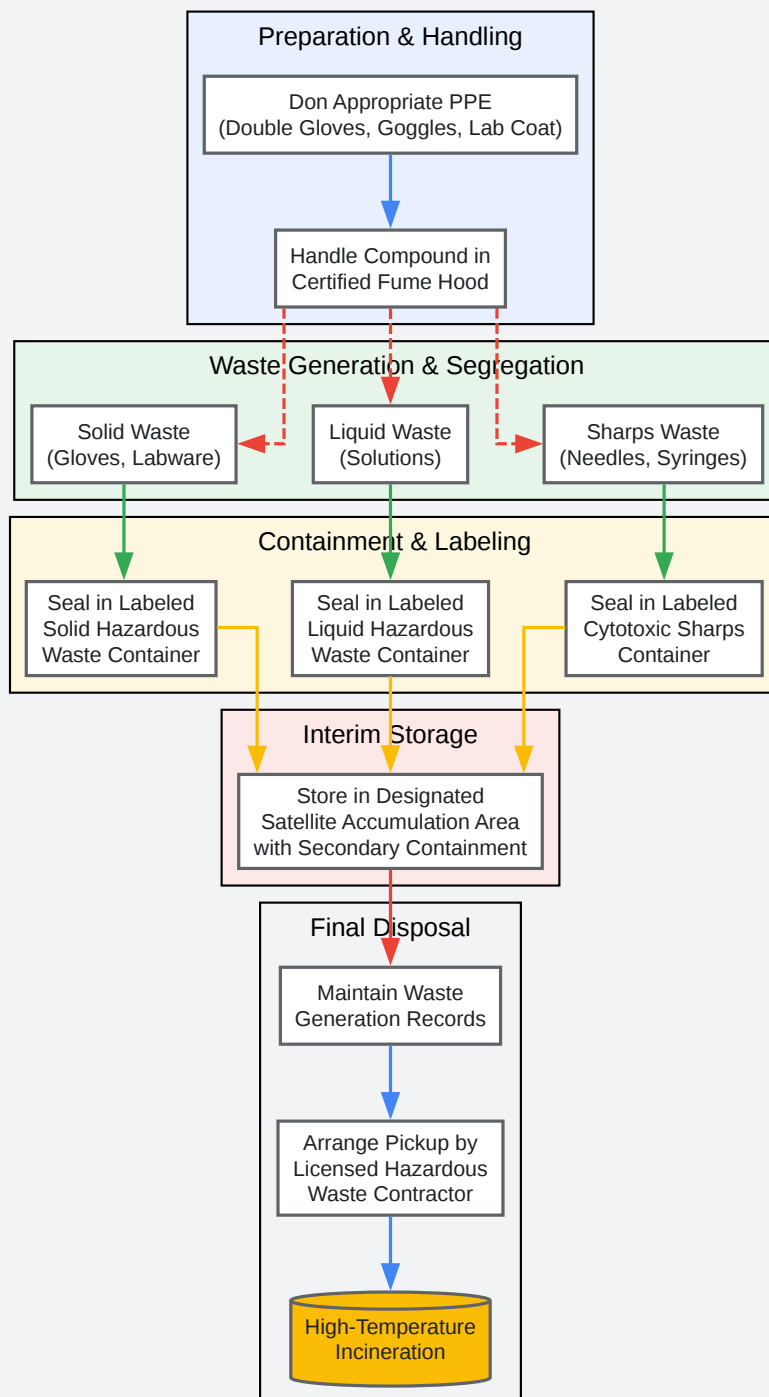 Preparation & Handling
Don Appropriate PPE
(Double Gloves, Goggles, Lab Coat)
Handle Compound in
Certified Fume Hood
Waste Generation & Segregation
Solid Waste
(Gloves, Labware)
Liquid Waste
(Solutions)
Sharps Waste
(Needles, Syringes)
Containment & Labeling
Seal in Labeled
Solid Hazardous
Waste Container
Seal in Labeled
Liquid Hazardous
Waste Container
Seal in Labeled
Cytotoxic Sharps
Container
Interim Storage
Store in Designated
Satellite Accumulation Area
with Secondary Containment
Final Disposal
Maintain Waste
Generation Records
Arrange Pickup by
Licensed Hazardous
Waste Contractor
High-Temperature
Incineration